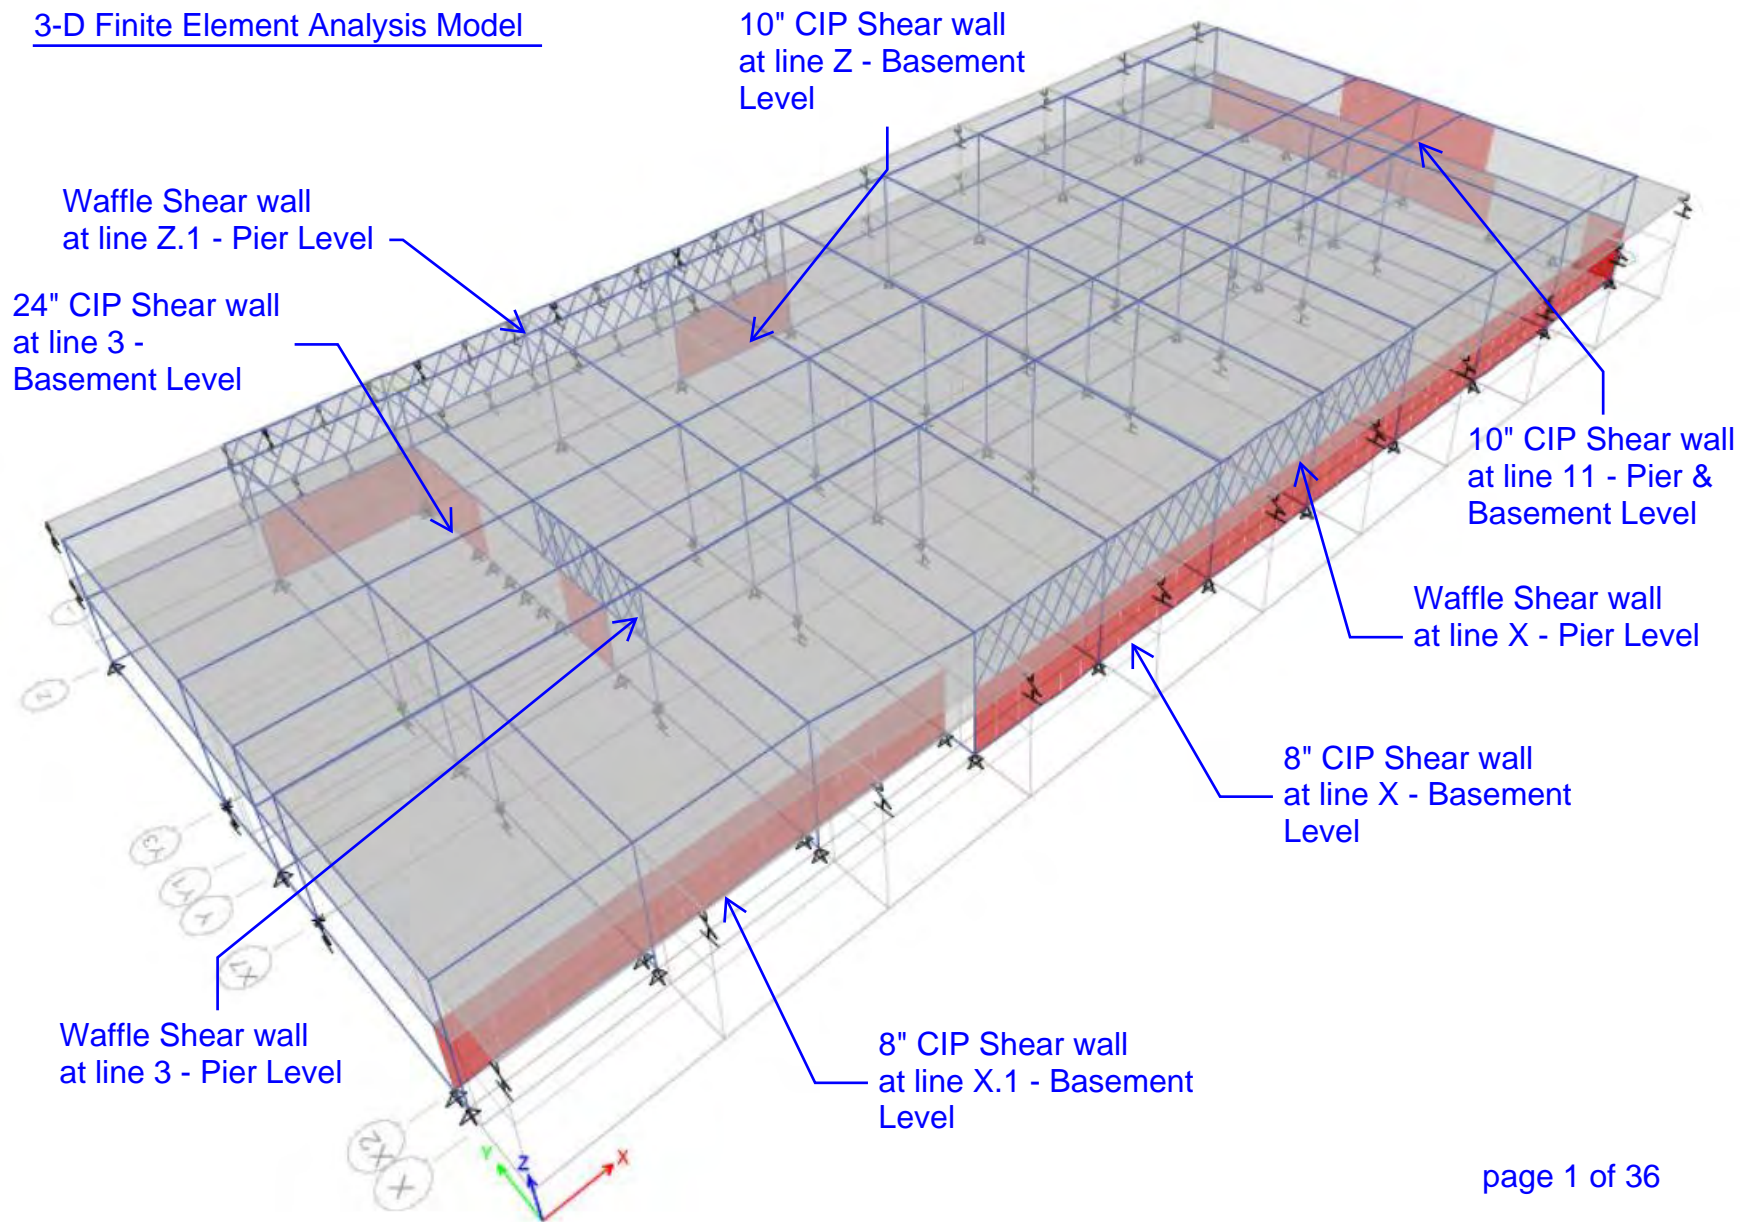 3-D Finite Element Analysis Model
10" CIP Shear wall
at line Z - Basement
Level
Waffle Shear wall
at line Z.1 - Pier Level
24" CIP Shear wall
at line 3 -
Basement Level
10" CIP Shear wall
at line 11 - Pier &
Basement Level
Waffle Shear wall
at line X - Pier Level
8" CIP Shear wall
at line X - Basement
Level
Waffle Shear wall
at line 3 - Pier Level
8" CIP Shear wall
at line X.1 - Basement
Level
Z
Y3
Y1
Y
X7
X2
X
Y
Z
X
page 1 of 36